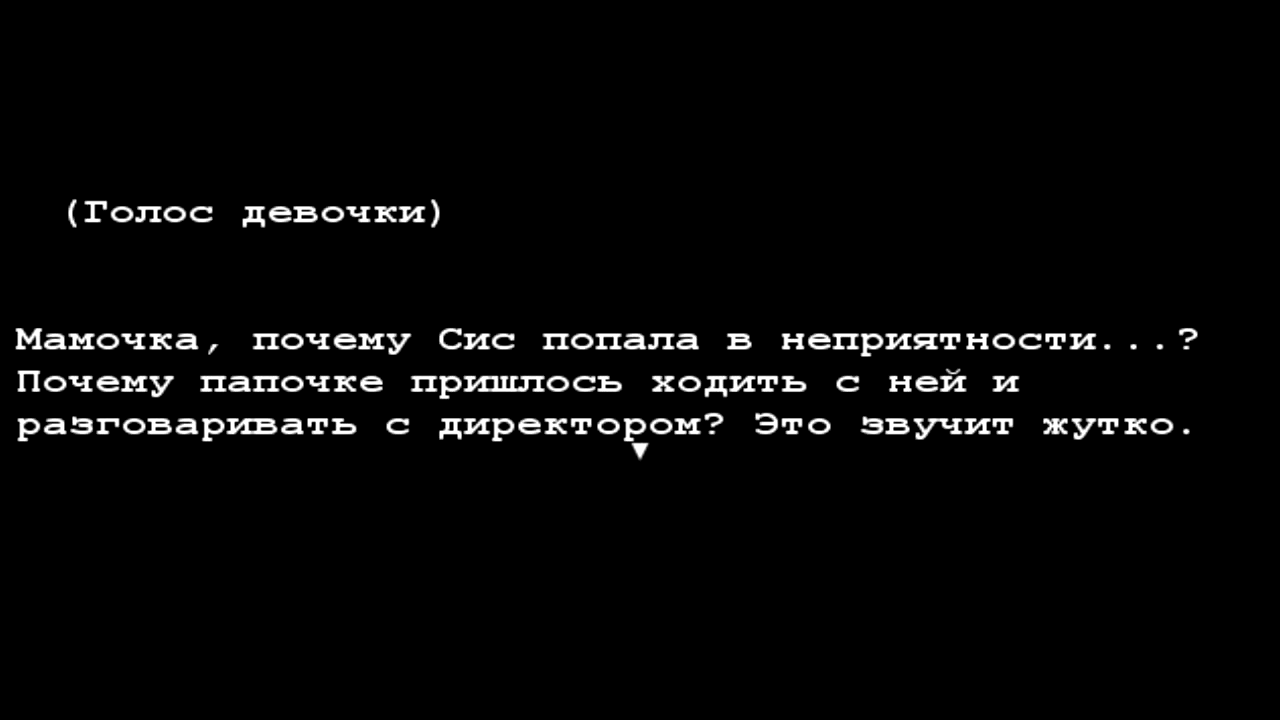 (Голос девочки)
Мамочка, почему Сис попала в неприятности...?
Почему папочке пришлось ходить с ней и
разговаривать с директором? Это звучит жутко.